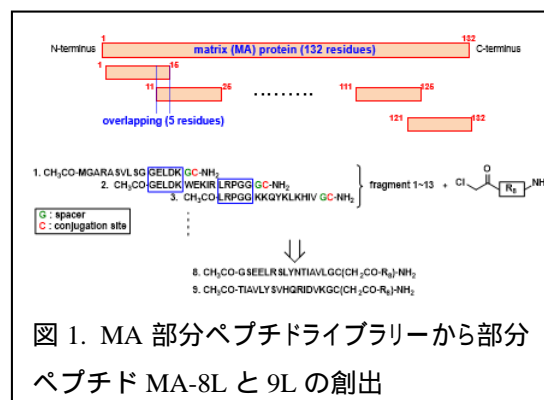 1 132
N-terminus matrix (MA) protein (132 residues) C-terminus
1 16
11 26 ......... 111 126
121 132
overlapping (5 residues)
1. CH₃CO-MGARASVLSGGELDKGC-NH₂
2. CH₃CO-GELDKWEKIRLRPGGGC-NH₂
3. CH₃CO-LRPGGKKQYKLKHIVGC-NH₂
fragment 1~13 + Cl O R₈ NH₂
G : spacer
C : conjugation site
8. CH₃CO-GSEELRSLYNTIAVLGC(CH₂CO-R₈)-NH₂
9. CH₃CO-TIAVLYSVHQRIDVKGC(CH₂CO-R₈)-NH₂
図 1. MA 部分ペプチドライブラリーから部分
ペプチド MA-8L と 9L の創出